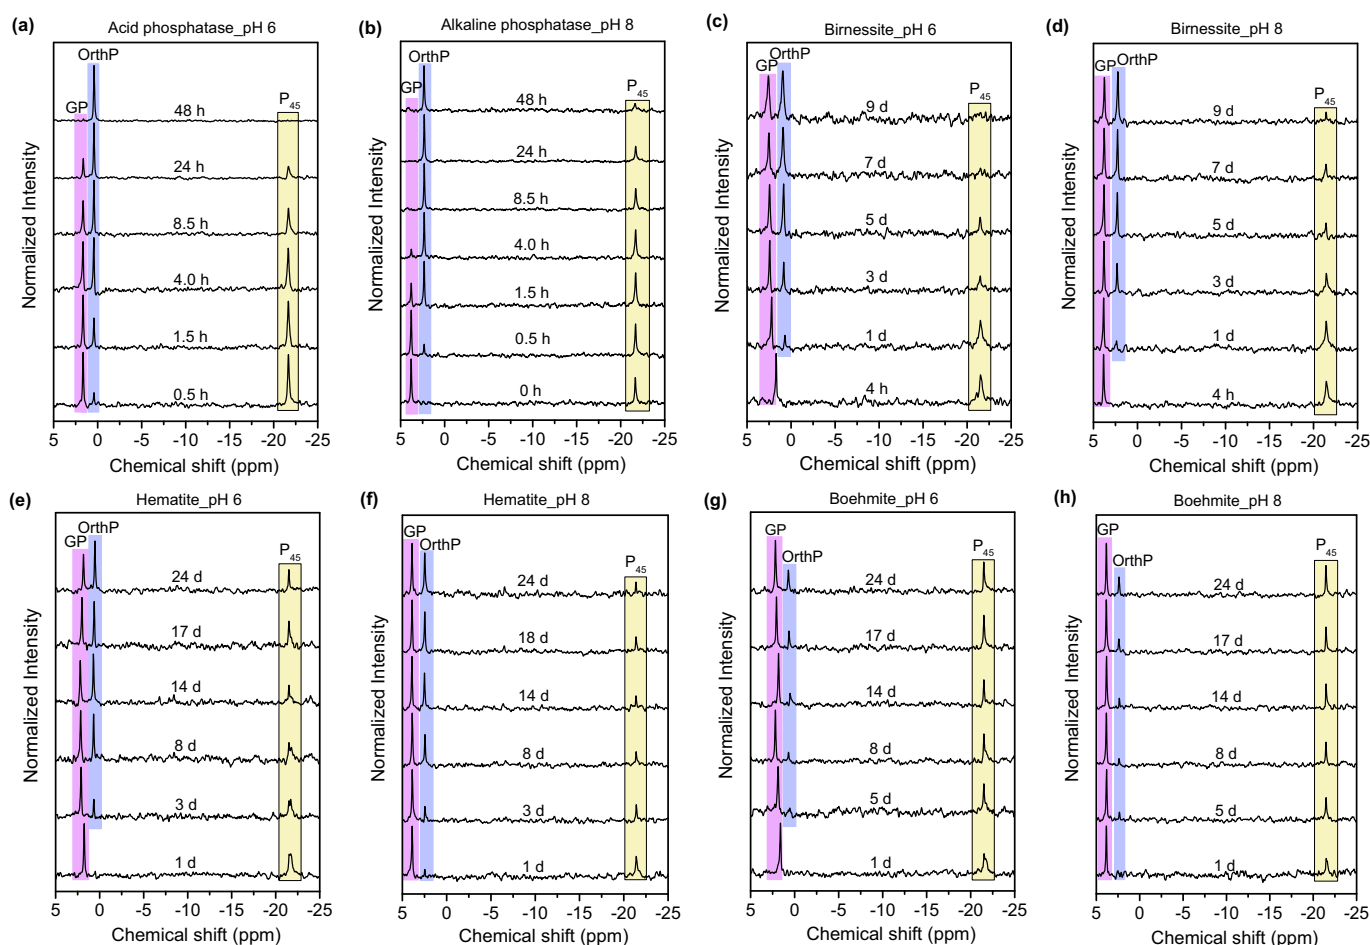 (a) Acid phosphatase_pH 6
OrthP
GP
P45
48 h
24 h
8.5 h
4.0 h
1.5 h
0.5 h
Normalized Intensity
5 0 -5 -10 -15 -20 -25
Chemical shift (ppm)
(b) Alkaline phosphatase_pH 8
OrthP
GP
P45
48 h
24 h
8.5 h
4.0 h
1.5 h
0.5 h
0 h
Normalized Intensity
5 0 -5 -10 -15 -20 -25
Chemical shift (ppm)
(c) Birnessite_pH 6
OrthP
GP
P45
9 d
7 d
5 d
3 d
1 d
4 h
Normalized Intensity
5 0 -5 -10 -15 -20 -25
Chemical shift (ppm)
(d) Birnessite_pH 8
GP OrthP
P45
9 d
7 d
5 d
3 d
1 d
4 h
Normalized Intensity
5 0 -5 -10 -15 -20 -25
Chemical shift (ppm)
(e) Hematite_pH 6
OrthP
GP
P45
24 d
17 d
14 d
8 d
3 d
1 d
Normalized Intensity
5 0 -5 -10 -15 -20 -25
Chemical shift (ppm)
(f) Hematite_pH 8
GP
OrthP
P45
24 d
18 d
14 d
8 d
3 d
1 d
Normalized Intensity
5 0 -5 -10 -15 -20 -25
Chemical shift (ppm)
(g) Boehmite_pH 6
GP
OrthP
P45
24 d
17 d
14 d
8 d
5 d
1 d
Normalized Intensity
5 0 -5 -10 -15 -20 -25
Chemical shift (ppm)
(h) Boehmite_pH 8
GP
OrthP
P45
24 d
17 d
14 d
8 d
5 d
1 d
Normalized Intensity
5 0 -5 -10 -15 -20 -25
Chemical shift (ppm)